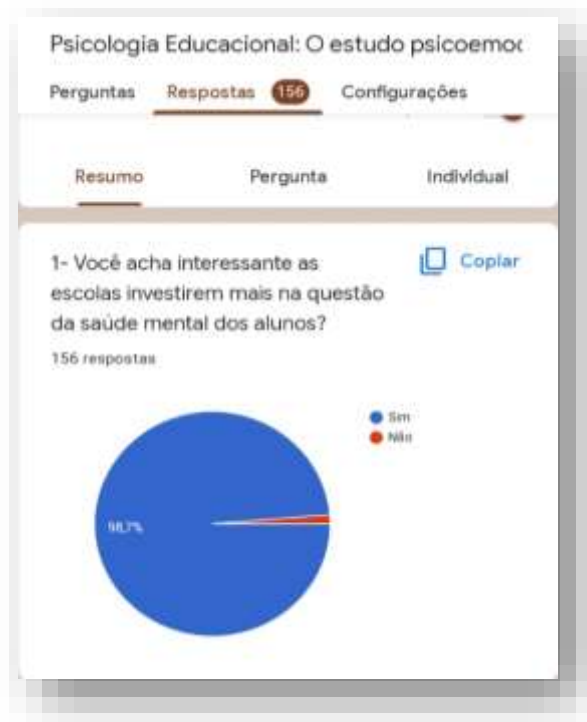 Psicologia Educacional: O estudo psicoemoc
Perguntas Respostas 156 Configurações
Resumo Pergunta Individual
1- Você acha interessante as
escolas investirem mais na questão
da saúde mental dos alunos?
Copiar
156 respostas
Sim
Não
98,7%